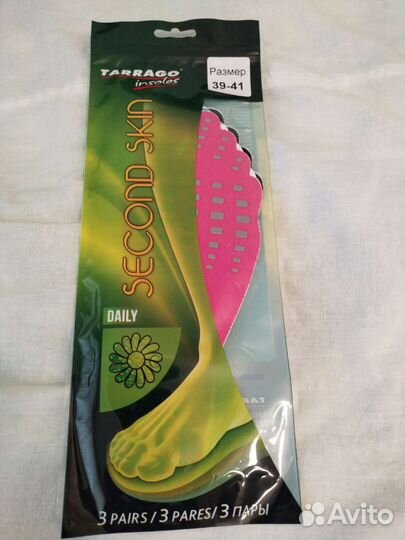 TARRAGO
insoles
Размер
39-41
SECOND SKIN
DAILY
3 PAIRS / 3 PARES / 3 ПАРЫ
Avito